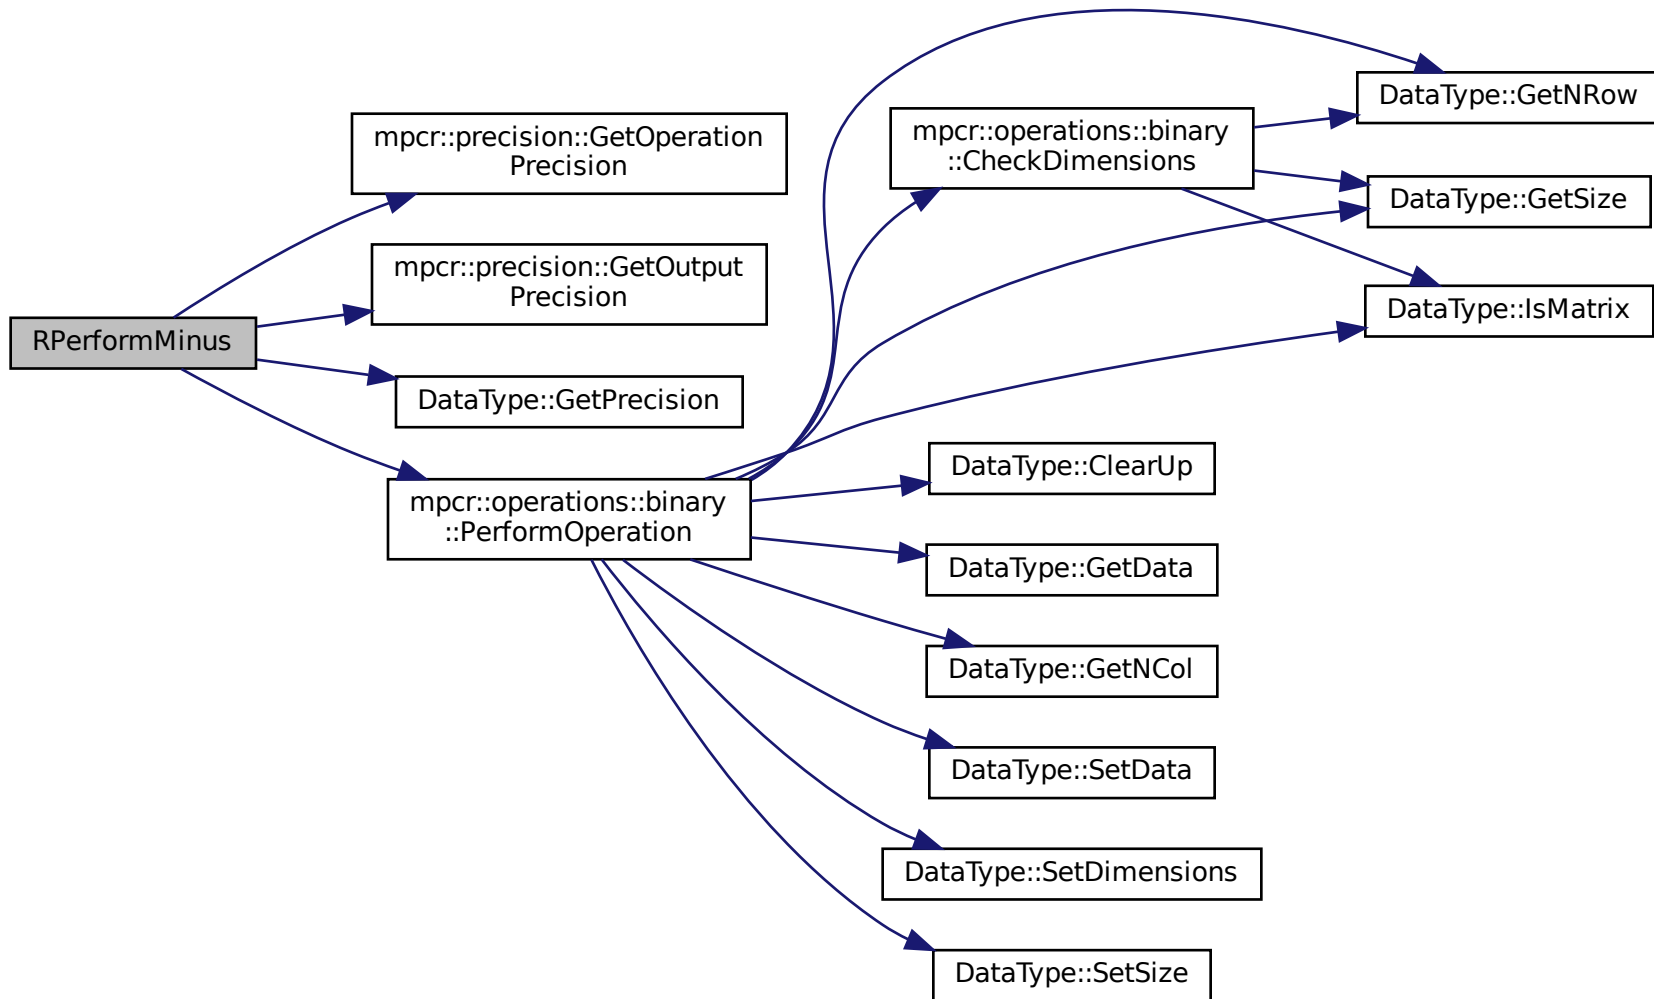 RPerformMinus
mpcr::precision::GetOperation
Precision
mpcr::precision::GetOutput
Precision
DataType::GetPrecision
mpcr::operations::binary
::PerformOperation
mpcr::operations::binary
::CheckDimensions
DataType::GetNRow
DataType::GetSize
DataType::IsMatrix
DataType::ClearUp
DataType::GetData
DataType::GetNCol
DataType::SetData
DataType::SetDimensions
DataType::SetSize